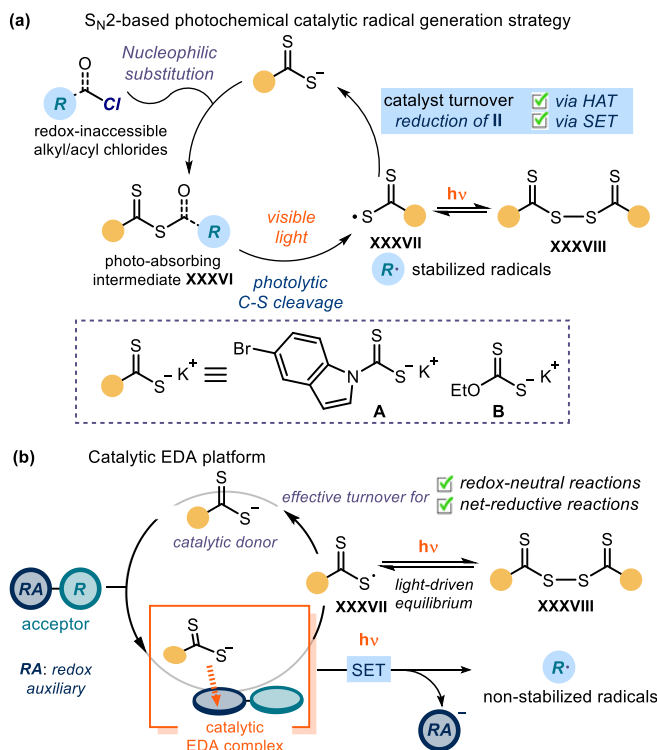 (a)
S_N2-based photochemical catalytic radical generation strategy
Nucleophilic
substitution
O
R
Cl
redox-inaccessible
alkyl/acyl chlorides
S
S−
catalyst turnover
reduction of II
via HAT
via SET
S
O
S
R
photo-absorbing
intermediate XXXVI
visible
light
photolytic
C-S cleavage
S
•S
XXXVII
hν
S
S
S
S
XXXVIII
R•
stabilized radicals
S
S− K+
Br
N
S
S− K+
A
S
EtO
S− K+
B
(b)
Catalytic EDA platform
S
S−
catalytic donor
effective turnover for
redox-neutral reactions
net-reductive reactions
RA
R
acceptor
RA: redox
auxiliary
S
S•
XXXVII
hν
light-driven
equilibrium
S
S
S
S
XXXVIII
S
S−
catalytic
EDA complex
hν
SET
RA−
R•
non-stabilized radicals